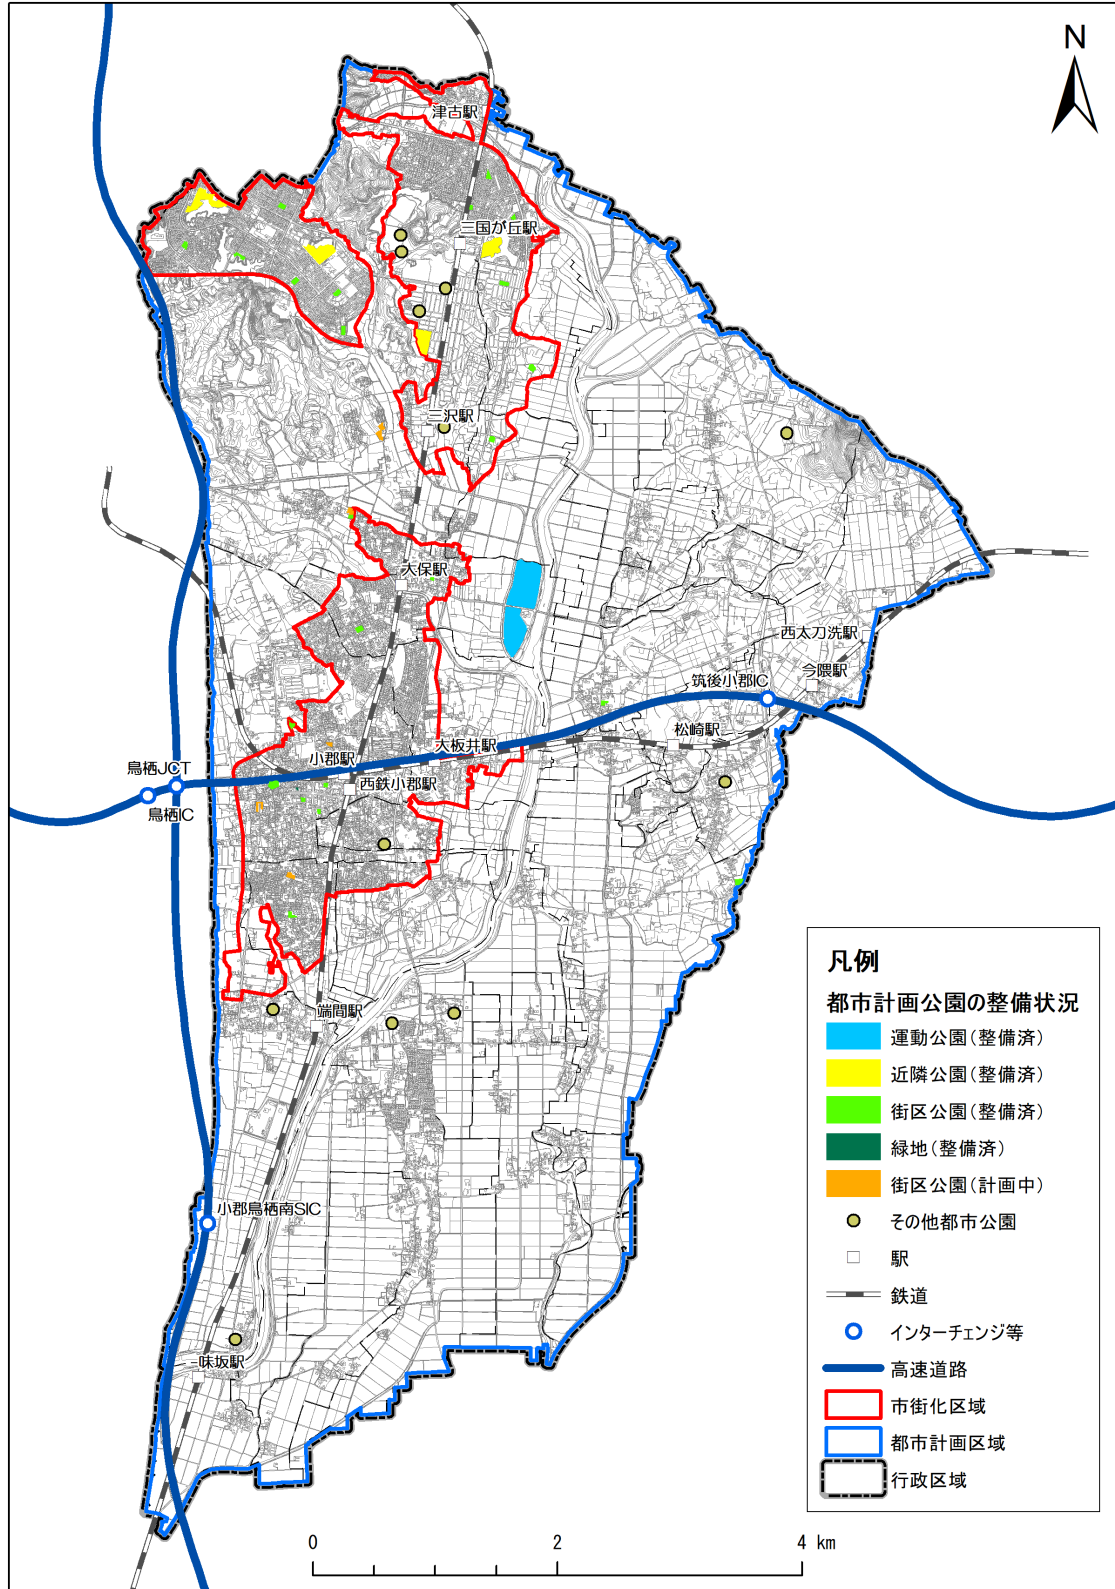 N
津古駅
三国が丘駅
三沢駅
大保駅
西太刀洗駅
今隈駅
筑後小郡IC
松崎駅
大板井駅
小郡駅
鳥栖JCT
西鉄小郡駅
鳥栖IC
端間駅
小郡鳥栖南SIC
味坂駅
凡例
都市計画公園の整備状況
運動公園(整備済)
近隣公園(整備済)
街区公園(整備済)
緑地(整備済)
街区公園(計画中)
その他都市公園
駅
鉄道
インターチェンジ等
高速道路
市街化区域
都市計画区域
行政区域
0 2 4 km